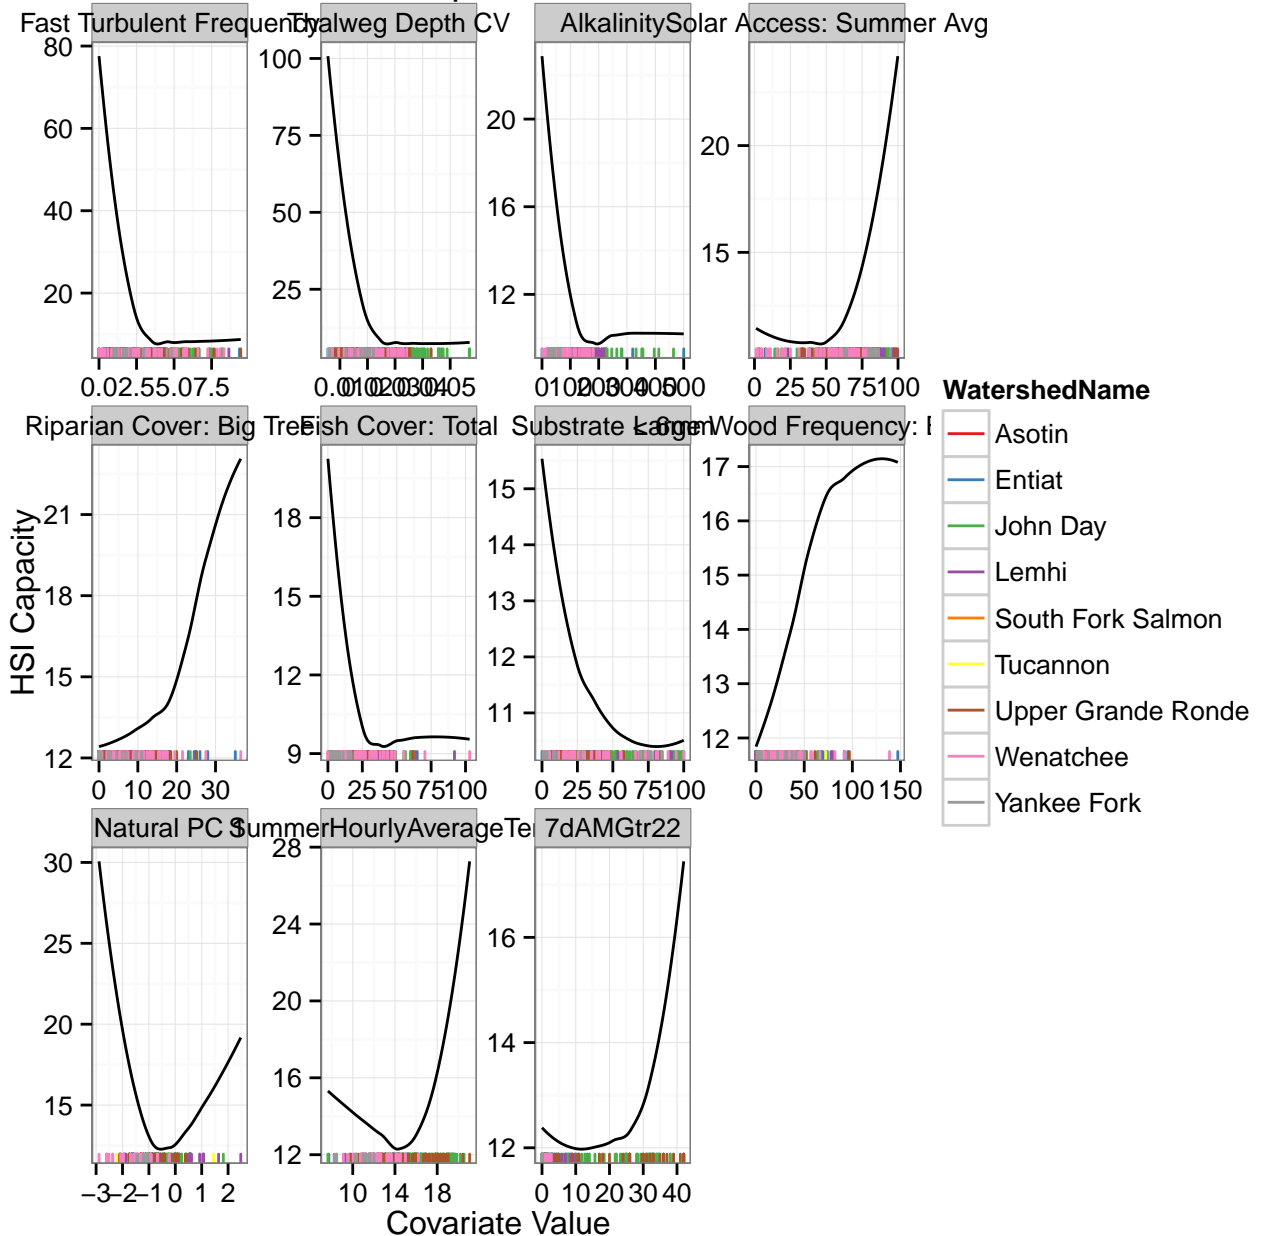 Fast Turbulent Frequency
Thalweg Depth CV
Alkalinity
Solar Access: Summer Avg
80
60
40
20
100
75
50
25
20
16
12
20
15
0.0 2.5 5.0 7.5
0 25 50 75 100
WatershedName
Asotin
Entiat
John Day
Lemhi
South Fork Salmon
Tucannon
Upper Grande Ronde
Wenatchee
Yankee Fork
Riparian Cover: Big Tree
Fish Cover: Total
Substrate < 6mm
Large Wood Frequency:
HSI Capacity
21
18
15
12
18
15
12
9
15
14
13
12
11
17
16
15
14
13
12
0 10 20 30
0 25 50 75 100
0 25 50 75 100
0 50 100 150
Natural PC 1
SummerHourlyAverageTe
7dAMGtr22
30
25
20
15
28
24
20
16
12
16
14
12
−3 −2 −1 0 1 2
10 14 18
0 10 20 30 40
Covariate Value